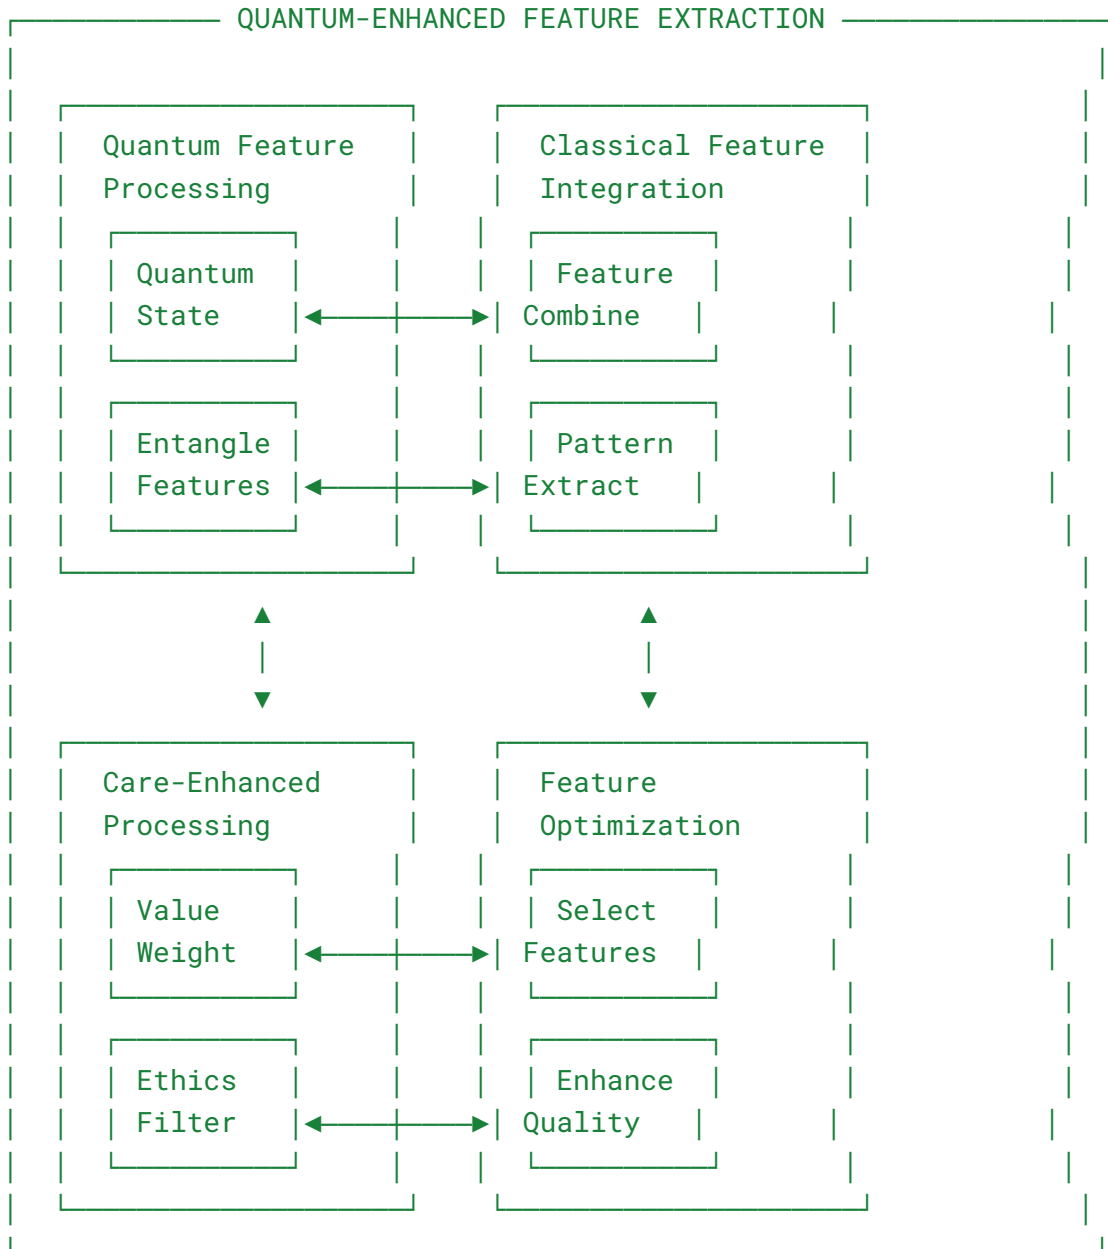 QUANTUM-ENHANCED FEATURE EXTRACTION
Quantum Feature
Processing
Classical Feature
Integration
Quantum
State
Feature
Combine
Entangle
Features
Pattern
Extract
Care-Enhanced
Processing
Feature
Optimization
Value
Weight
Select
Features
Ethics
Filter
Enhance
Quality